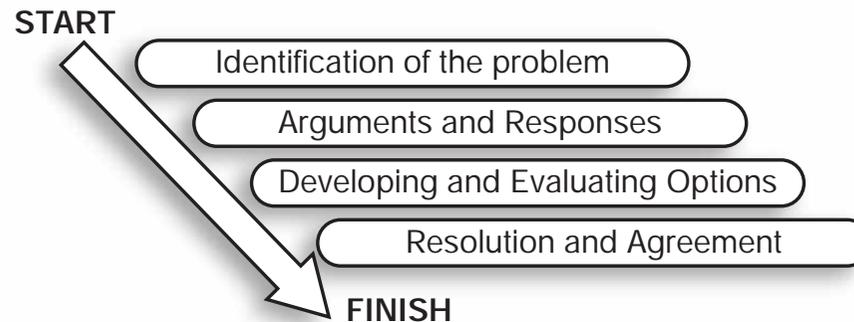 START
Identification of the problem
Arguments and Responses
Developing and Evaluating Options
Resolution and Agreement
FINISH